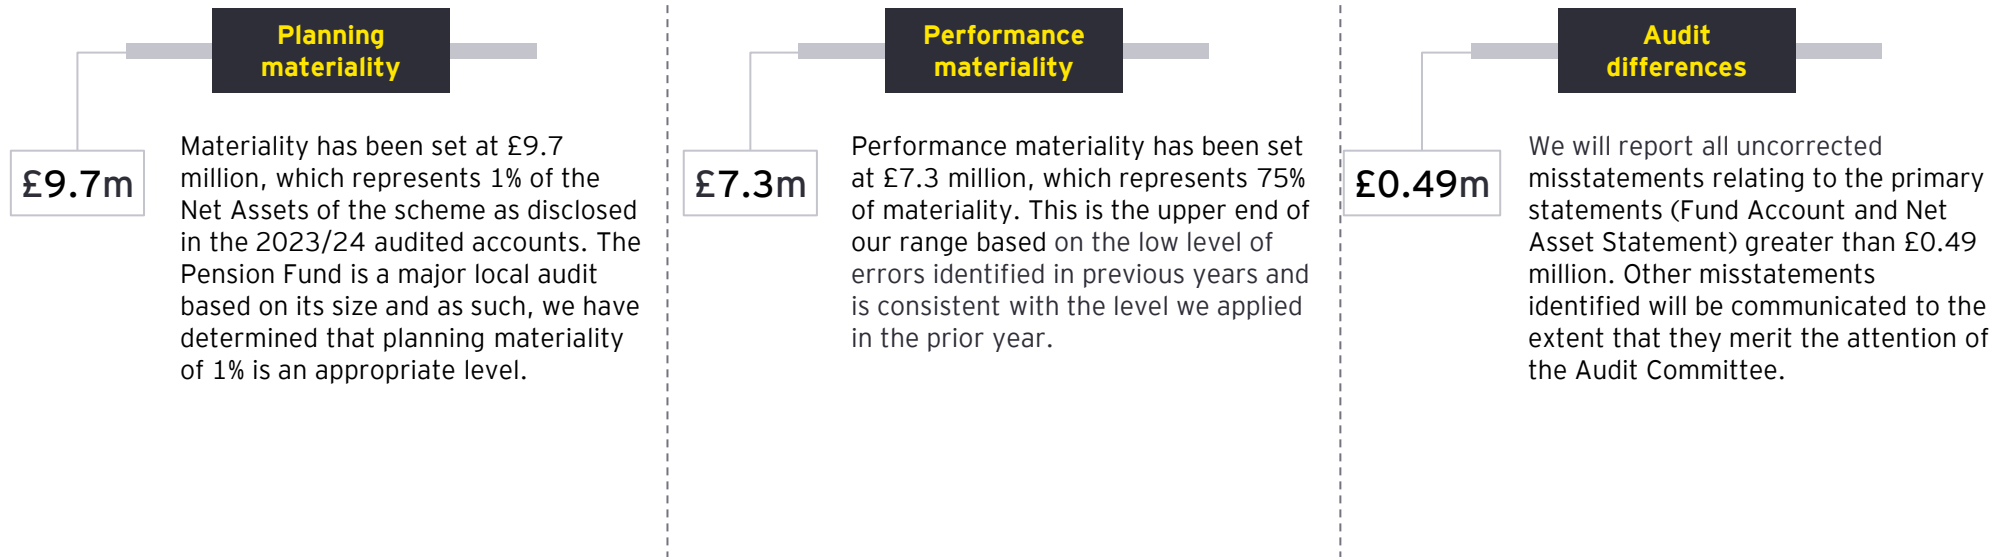 Planning
materiality
£9.7m
Materiality has been set at £9.7
million, which represents 1% of the
Net Assets of the scheme as disclosed
in the 2023/24 audited accounts. The
Pension Fund is a major local audit
based on its size and as such, we have
determined that planning materiality
of 1% is an appropriate level.
Performance
materiality
£7.3m
Performance materiality has been set
at £7.3 million, which represents 75%
of materiality. This is the upper end of
our range based on the low level of
errors identified in previous years and
is consistent with the level we applied
in the prior year.
Audit
differences
£0.49m
We will report all uncorrected
misstatements relating to the primary
statements (Fund Account and Net
Asset Statement) greater than £0.49
million. Other misstatements
identified will be communicated to the
extent that they merit the attention of
the Audit Committee.